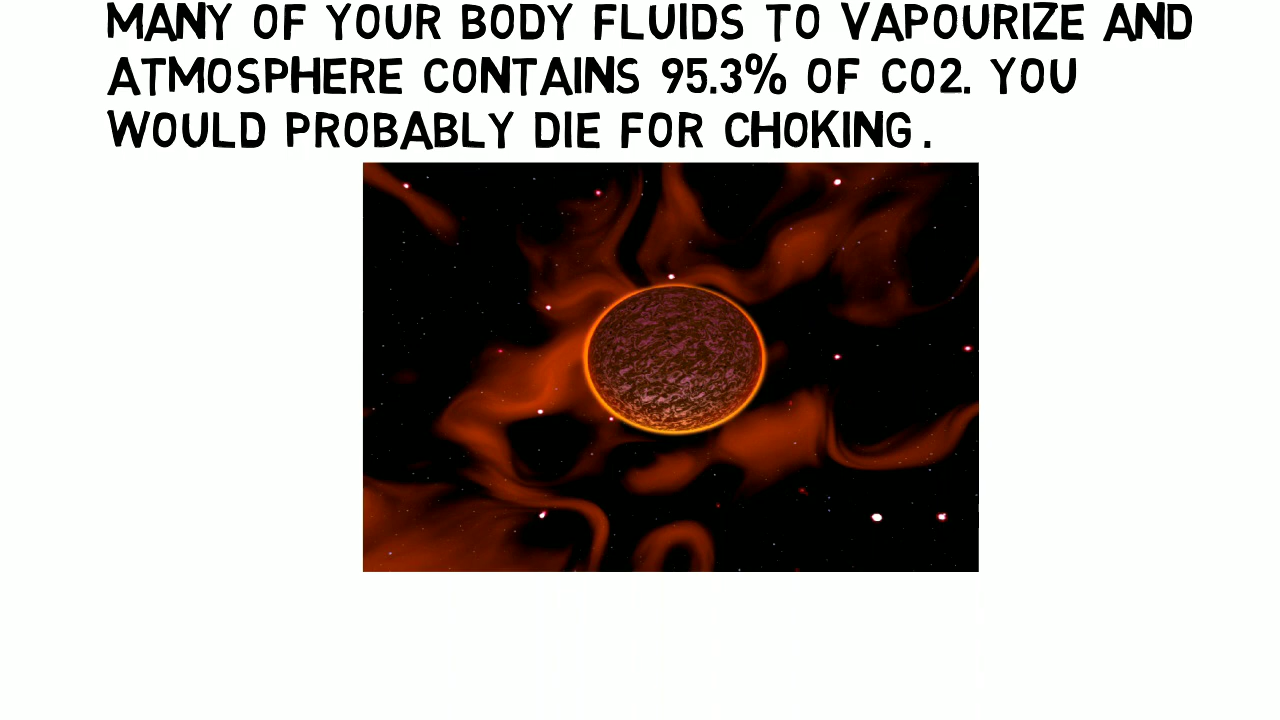 MANY OF YOUR BODY FLUIDS TO VAPOURIZE AND
ATMOSPHERE CONTAINS 95.3% OF CO2. YOU
WOULD PROBABLY DIE FOR CHOKING .